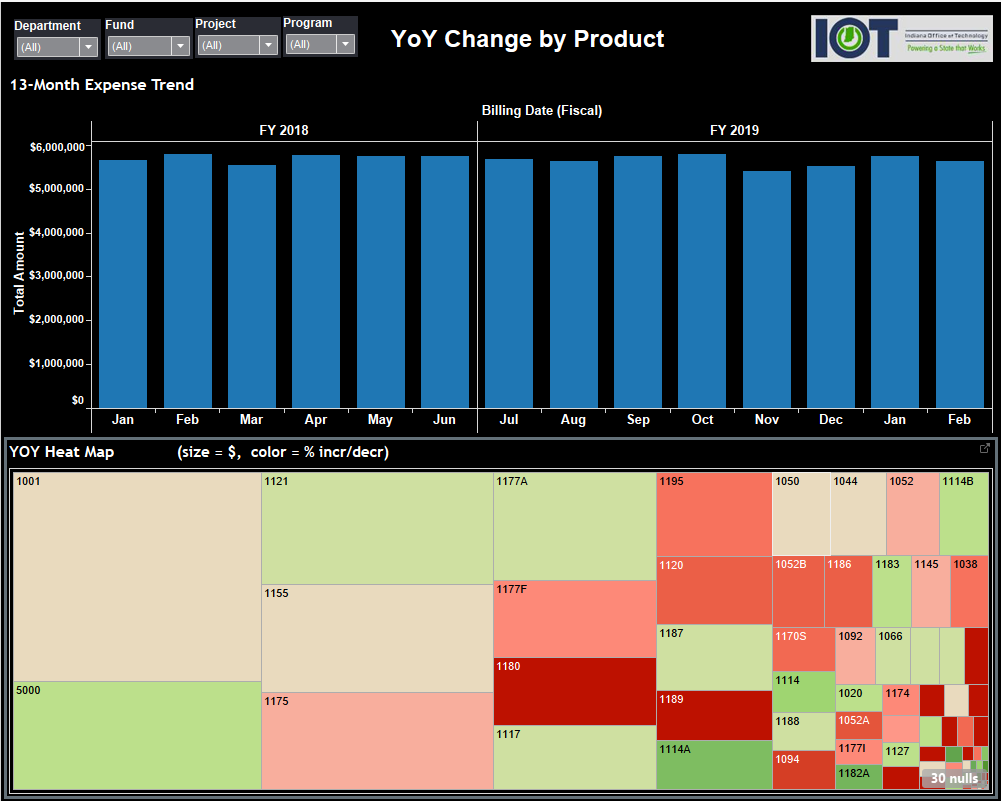 Department Fund Project Program
(All) (All) (All) (All)
YoY Change by Product
IOT
Indiana Office of Technology
Powering a State that Works
13-Month Expense Trend
Billing Date (Fiscal)
FY 2018 FY 2019
Total Amount
$6,000,000
$5,000,000
$4,000,000
$3,000,000
$2,000,000
$1,000,000
$0
Jan Feb Mar Apr May Jun Jul Aug Sep Oct Nov Dec Jan Feb
YOY Heat Map (size = $, color = % incr/decr)
1001 1121 1177A 1195 1050 1044 1052 1114B
1120 1052B 1186 1183 1145 1038
1155 1177F
1187 1170S 1092 1066
1180 1114
5000 1175 1189 1020 1174
1117 1188 1052A
1114A 1094 1177I 1127
1182A 30 nulls